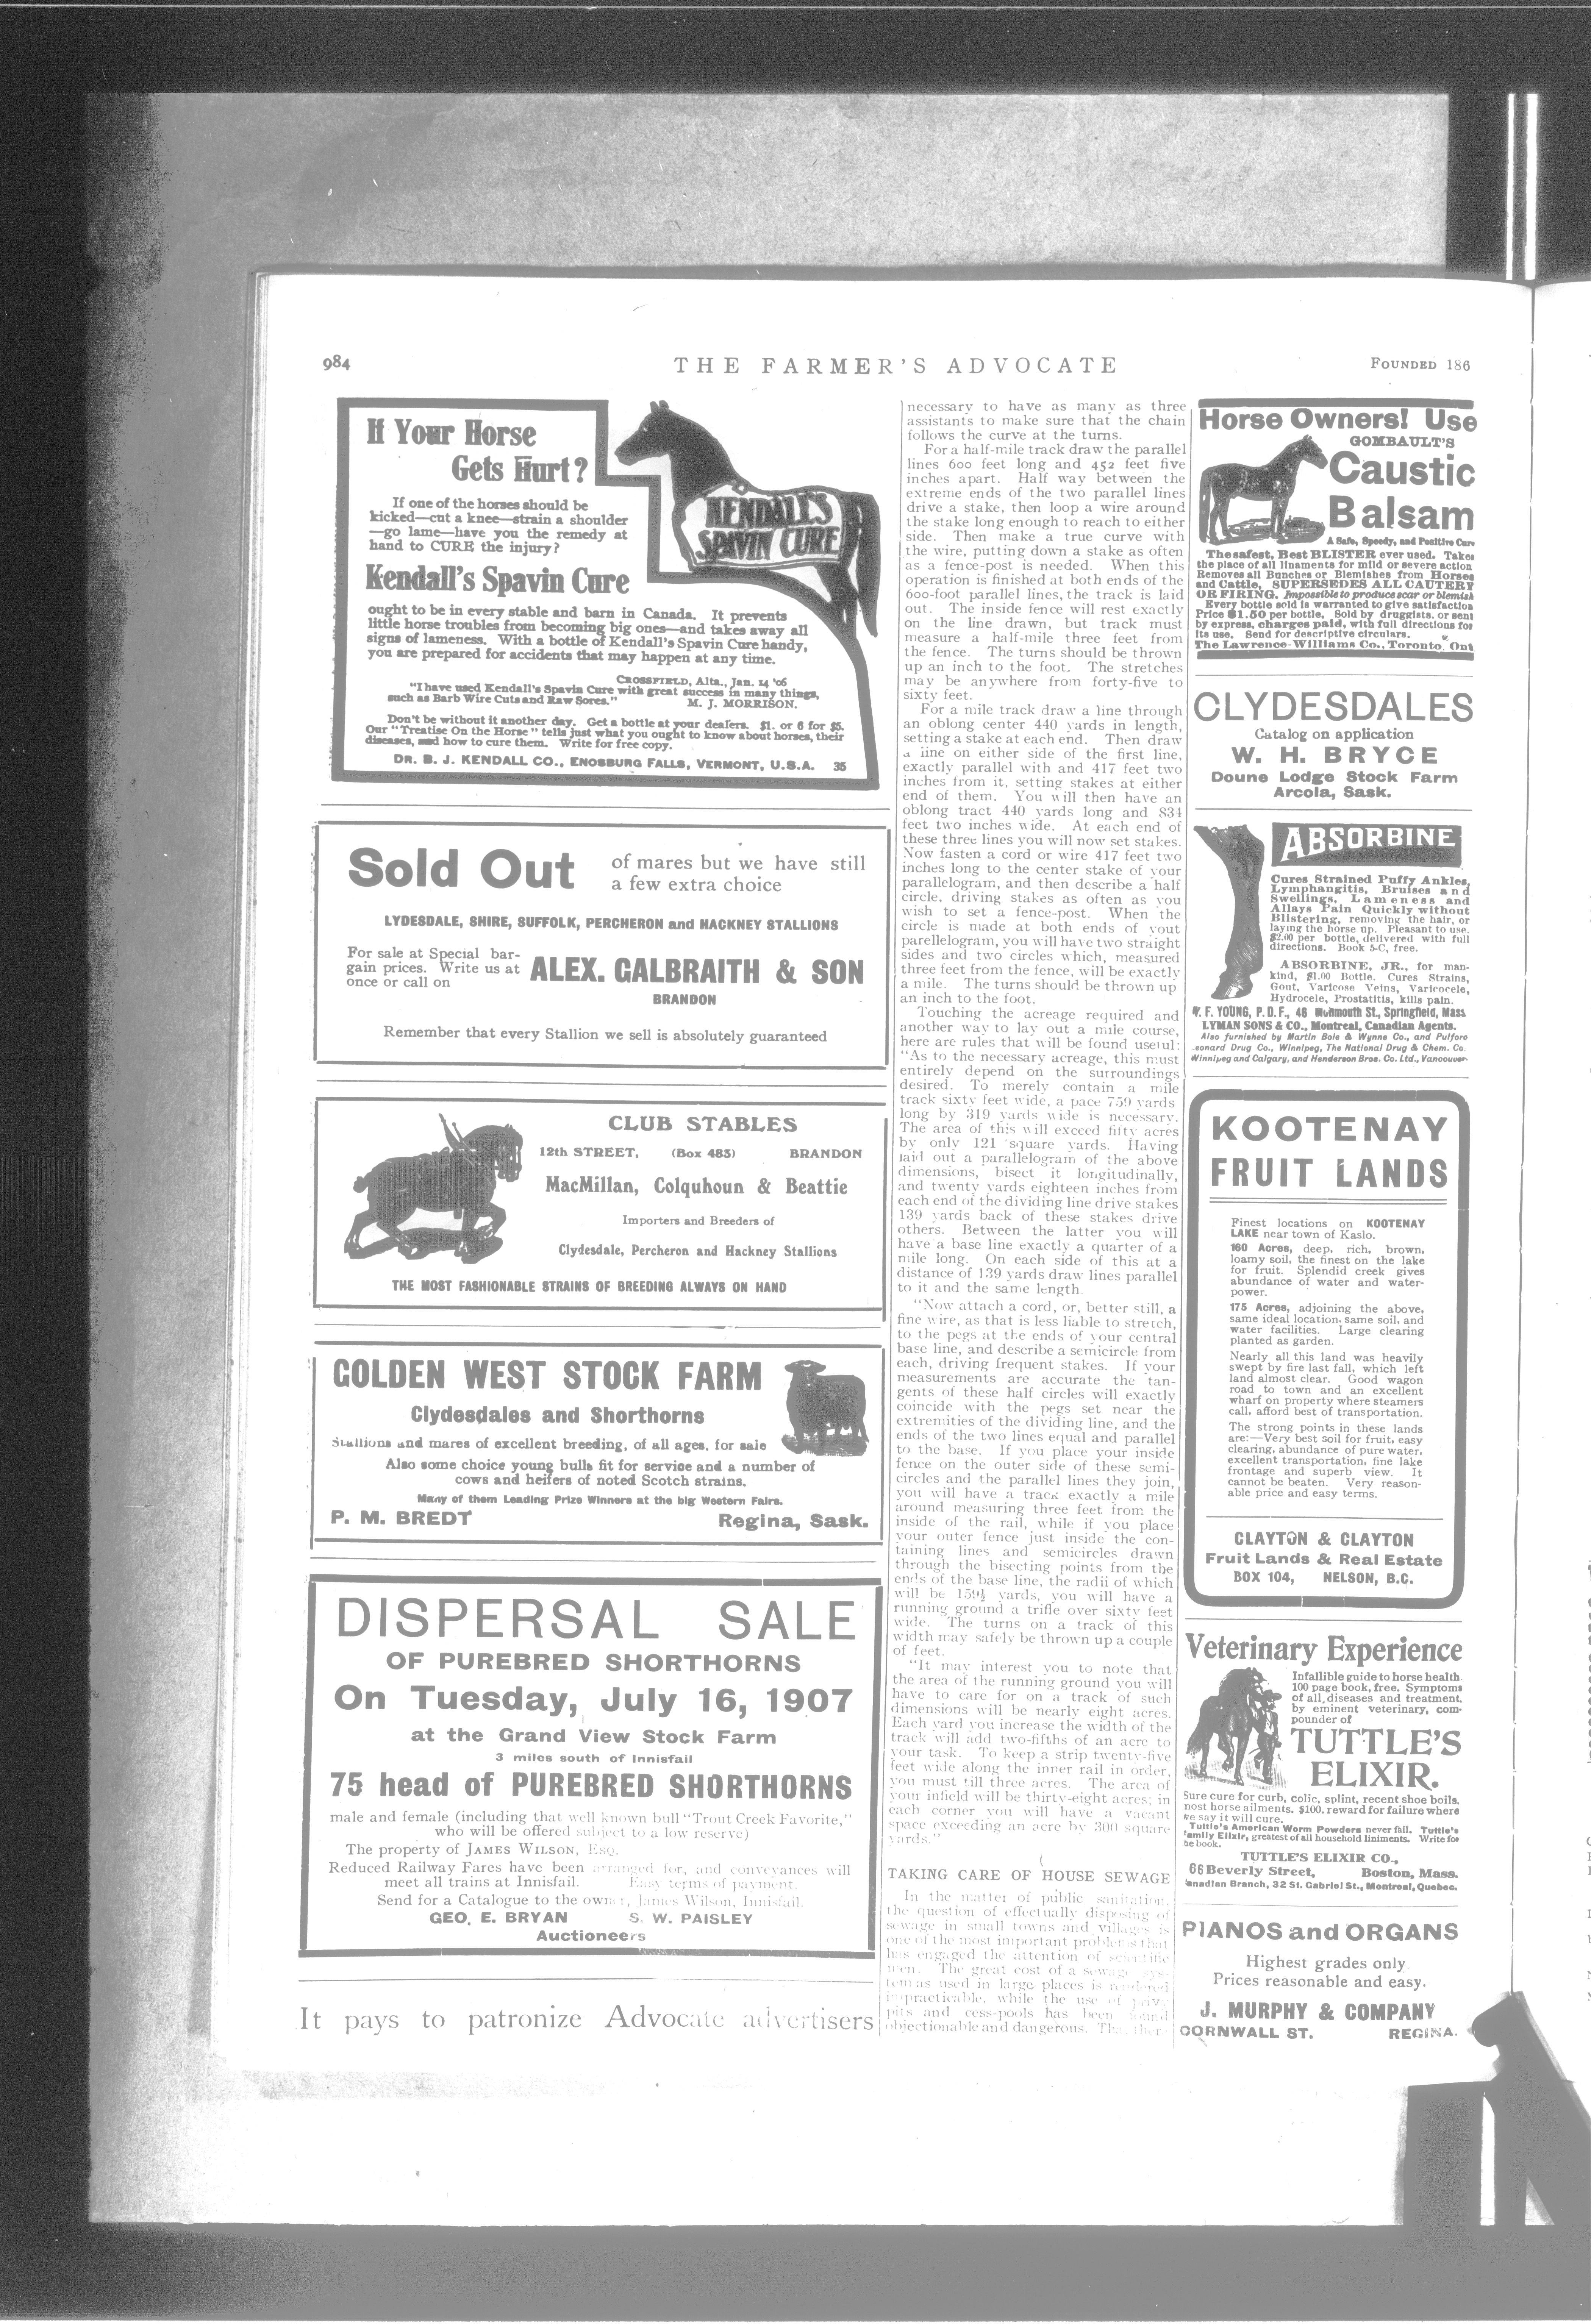 984
THE FARMER'S ADVOCATE
FOUNDED 186
If Your Horse
Gets Hurt?
If one of the horses should be
kicked—cut a knee—strain a shoulder
—go lame—have you the remedy at
hand to CURE the injury?
Kendall's Spavin Cure
KENDALL'S
SPAVIN CURE
ought to be in every stable and barn in Canada. It prevents
little horse troubles from becoming big ones—and takes away all
signs of lameness. With a bottle of Kendall's Spavin Cure handy,
you are prepared for accidents that may happen at any time.
CROSSFIELD, Alta., Jan. 14 '06
"I have used Kendall's Spavin Cure with great success in many things,
such as Barb Wire Cuts and Raw Sores." M. J. MORRISON.
Don't be without it another day. Get a bottle at your dealers. $1. or 6 for $5.
Our "Treatise On the Horse" tells just what you ought to know about horses, their
diseases, and how to cure them. Write for free copy.
DR. B. J. KENDALL CO., ENOSBURG FALLS, VERMONT, U.S.A. 35
Sold Out
of mares but we have still
a few extra choice
LYDESDALE, SHIRE, SUFFOLK, PERCHERON and HACKNEY STALLIONS
For sale at Special bar-
gain prices. Write us at
once or call on
ALEX. GALBRAITH & SON
BRANDON
Remember that every Stallion we sell is absolutely guaranteed
CLUB STABLES
12th STREET, (Box 483) BRANDON
MacMillan, Colquhoun & Beattie
Importers and Breeders of
Clydesdale, Percheron and Hackney Stallions
THE MOST FASHIONABLE STRAINS OF BREEDING ALWAYS ON HAND
GOLDEN WEST STOCK FARM
Clydesdales and Shorthorns
Stallions and mares of excellent breeding, of all ages, for sale
Also some choice young bulls fit for service and a number of
cows and heifers of noted Scotch strains.
Many of them Leading Prize Winners at the big Western Fairs.
P. M. BREDT Regina, Sask.
DISPERSAL SALE
OF PUREBRED SHORTHORNS
On Tuesday, July 16, 1907
at the Grand View Stock Farm
3 miles south of Innisfail
75 head of PUREBRED SHORTHORNS
male and female (including that well known bull "Trout Creek Favorite,"
who will be offered subject to a low reserve)
The property of JAMES WILSON, Esq.
Reduced Railway Fares have been arranged for, and conveyances will
meet all trains at Innisfail. Easy terms of payment.
Send for a Catalogue to the owner, James Wilson, Innisfail.
GEO. E. BRYAN S. W. PAISLEY
Auctioneers
It pays to patronize Advocate advertisers
necessary to have as many as three
assistants to make sure that the chain
follows the curve at the turns.
For a half-mile track draw the parallel
lines 600 feet long and 452 feet five
inches apart. Half way between the
extreme ends of the two parallel lines
drive a stake, then loop a wire around
the stake long enough to reach to either
side. Then make a true curve with
the wire, putting down a stake as often
as a fence-post is needed. When this
operation is finished at both ends of the
600-foot parallel lines, the track is laid
out. The inside fence will rest exactly
on the line drawn, but track must
measure a half-mile three feet from
the fence. The turns should be thrown
up an inch to the foot. The stretches
may be anywhere from forty-five to
sixty feet.
For a mile track draw a line through
an oblong center 440 yards in length,
setting a stake at each end. Then draw
a line on either side of the first line,
exactly parallel with and 417 feet two
inches from it, setting stakes at either
end of them. You will then have an
oblong tract 440 yards long and 834
feet two inches wide. At each end of
these three lines you will now set stakes.
Now fasten a cord or wire 417 feet two
inches long to the center stake of your
parallelogram, and then describe a half
circle, driving stakes as often as you
wish to set a fence-post. When the
circle is made at both ends of yout
parellelogram, you will have two straight
sides and two circles which, measured
three feet from the fence, will be exactly
a mile. The turns should be thrown up
an inch to the foot.
Touching the acreage required and
another way to lay out a mile course,
here are rules that will be found useful:
"As to the necessary acreage, this must
entirely depend on the surroundings
desired. To merely contain a mile
track sixty feet wide, a pace 759 yards
long by 319 yards wide is necessary.
The area of this will exceed fifty acres
by only 121 square yards. Having
laid out a parallelogram of the above
dimensions, bisect it longitudinally,
and twenty yards eighteen inches from
each end of the dividing line drive stakes
139 yards back of these stakes drive
others. Between the latter you will
have a base line exactly a quarter of a
mile long. On each side of this at a
distance of 139 yards draw lines parallel
to it and the same length.
"Now attach a cord, or, better still, a
fine wire, as that is less liable to stretch,
to the pegs at the ends of your central
base line, and describe a semicircle from
each, driving frequent stakes. If your
measurements are accurate the tan-
gents of these half circles will exactly
coincide with the pegs set near the
extremities of the dividing line, and the
ends of the two lines equal and parallel
to the base. If you place your inside
fence on the outer side of these semi-
circles and the parallel lines they join,
you will have a track exactly a mile
around measuring three feet from the
inside of the rail, while if you place
your outer fence just inside the con-
taining lines and semicircles drawn
through the bisecting points from the
ends of the base line, the radii of which
will be 159½ yards, you will have a
running ground a trifle over sixty feet
wide. The turns on a track of this
width may safely be thrown up a couple
of feet.
"It may interest you to note that
the area of the running ground you will
have to care for on a track of such
dimensions will be nearly eight acres.
Each yard you increase the width of the
track will add two-fifths of an acre to
your task. To keep a strip twenty-five
feet wide along the inner rail in order,
you must till three acres. The area of
your infield will be thirty-eight acres; in
each corner you will have a vacant
space exceeding an acre by 300 square
yards."
TAKING CARE OF HOUSE SEWAGE
In the matter of public sanitation,
the question of effectually disposing of
sewage in small towns and villages is
one of the most important problems that
has engaged the attention of scientific
men. The great cost of a sewage sys-
tem as used in large places is rendered
impracticable, while the use of privy
pits and cess-pools has been found
objectionable and dangerous.
Horse Owners! Use
GOMBAULT'S
Caustic
Balsam
A Safe, Speedy, and Positive Cure
The safest, Best BLISTER ever used. Takes
the place of all linaments for mild or severe action
Removes all Bunches or Blemishes from Horses
and Cattle, SUPERSEDES ALL CAUTERY
OR FIRING. Impossible to produce scar or blemish
Every bottle sold is warranted to give satisfaction
Price $1.50 per bottle. Sold by druggists, or sent
by express, charges paid, with full directions for
its use. Send for descriptive circulars.
The Lawrence-Williams Co., Toronto, Ont
CLYDESDALES
Catalog on application
W. H. BRYCE
Doune Lodge Stock Farm
Arcola, Sask.
ABSORBINE
Cures Strained Puffy Ankles,
Lymphangitis, Bruises and
Swellings, Lameness and
Allays Pain Quickly without
Blistering, removing the hair, or
laying the horse up. Pleasant to use.
$2.00 per bottle, delivered with full
directions. Book 5-C, free.
ABSORBINE, JR., for man-
kind, $1.00 Bottle. Cures Strains,
Gout, Varicose Veins, Varicocele,
Hydrocele, Prostatitis, kills pain.
W. F. YOUNG, P. D. F., 46 Monmouth St., Springfield, Mass
LYMAN SONS & CO., Montreal, Canadian Agents.
Also furnished by Martin Bole & Wynne Co., and Pulforo
.eonard Drug Co., Winnipeg, The National Drug & Chem. Co.
Winnipeg and Calgary, and Henderson Bros. Co. Ltd., Vancouver
KOOTENAY
FRUIT LANDS
Finest locations on KOOTENAY
LAKE near town of Kaslo.
160 Acres, deep, rich, brown,
loamy soil, the finest on the lake
for fruit. Splendid creek gives
abundance of water and water-
power.
175 Acres, adjoining the above,
same ideal location, same soil, and
water facilities. Large clearing
planted as garden.
Nearly all this land was heavily
swept by fire last fall, which left
land almost clear. Good wagon
road to town and an excellent
wharf on property where steamers
call, afford best of transportation.
The strong points in these lands
are:—Very best soil for fruit, easy
clearing, abundance of pure water,
excellent transportation, fine lake
frontage and superb view. It
cannot be beaten. Very reason-
able price and easy terms.
CLAYTON & CLAYTON
Fruit Lands & Real Estate
BOX 104, NELSON, B.C.
Veterinary Experience
Infallible guide to horse health
100 page book, free. Symptoms
of all diseases and treatment,
by eminent veterinary, com-
pounder of
TUTTLE'S
ELIXIR.
Sure cure for curb, colic, splint, recent shoe boils,
nost horse ailments. $100. reward for failure where
we say it will cure.
Tuttle's American Worm Powders never fail. Tuttle's
Family Elixir, greatest of all household liniments. Write for
he book.
TUTTLE'S ELIXIR CO.,
66 Beverly Street, Boston, Mass.
anadian Branch, 32 St. Gabriel St., Montreal, Quebec.
PIANOS and ORGANS
Highest grades only
Prices reasonable and easy.
J. MURPHY & COMPANY
CORNWALL ST. REGINA.